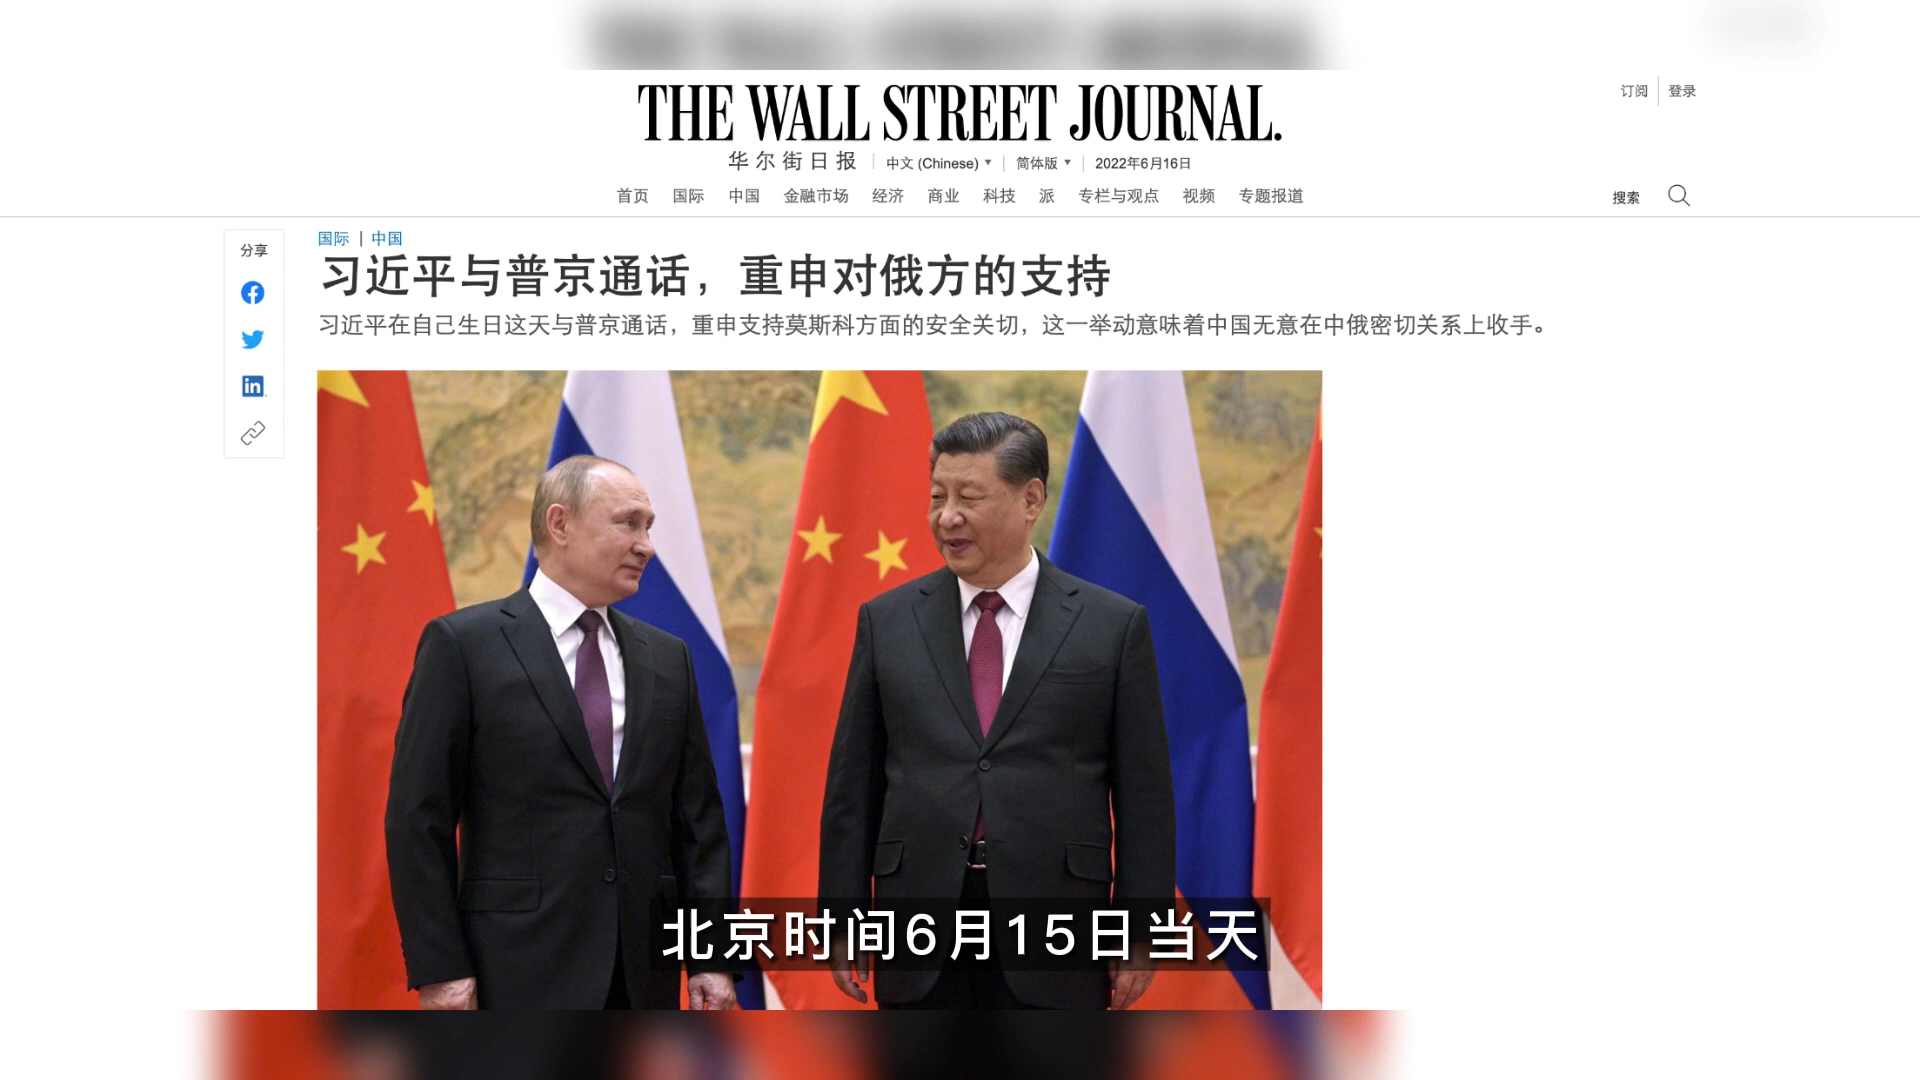 THE WALL STREET JOURNAL.
订阅 登录
华尔街日报 中文 (Chinese) 简体版 2022年6月16日
首页 国际 中国 金融市场 经济 商业 科技 派 专栏与观点 视频 专题报道 搜索
分享
国际 | 中国
习近平与普京通话，重申对俄方的支持
习近平在自己生日这天与普京通话，重申支持莫斯科方面的安全关切，这一举动意味着中国无意在中俄密切关系上收手。
北京时间6月15日当天